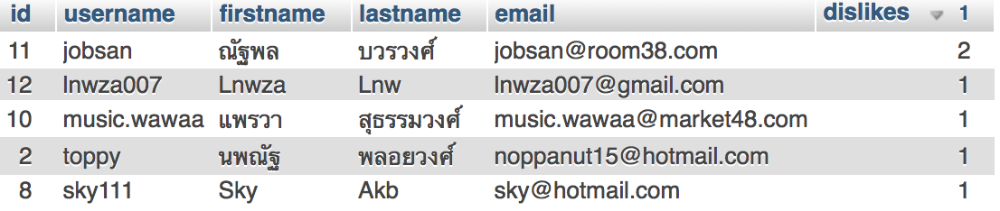 id username firstname lastname email dislikes 1
11 jobsan ณัฐพล บวรวงศ์ jobsan@room38.com 2
12 lnwza007 Lnwza Lnw lnwza007@gmail.com 1
10 music.wawaa แพรวา สุธรรมวงศ์ music.wawaa@market48.com 1
2 toppy นพณัฐ พลอยวงศ์ noppanut15@hotmail.com 1
8 sky111 Sky Akb sky@hotmail.com 1